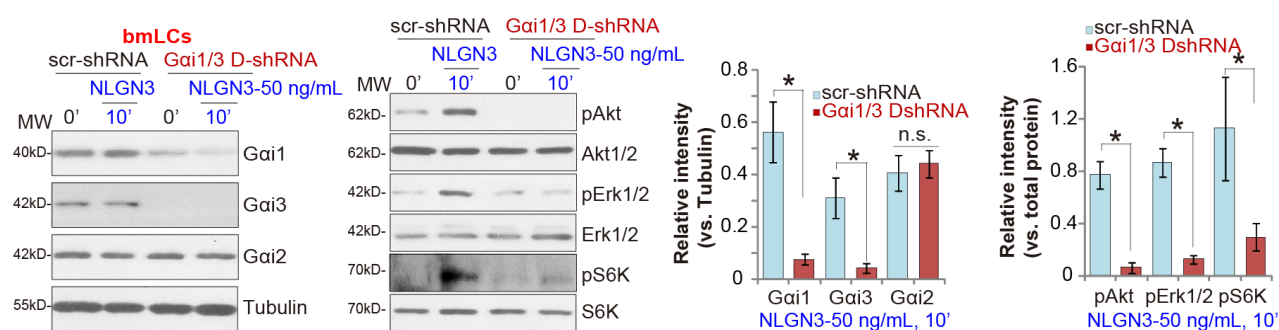 bmLCs
scr-shRNA Gαi1/3 D-shRNA
NLGN3 NLGN3-50 ng/mL
MW 0’ 10’ 0’ 10’
40kD- Gαi1
42kD- Gαi3
42kD- Gαi2
55kD- Tubulin
scr-shRNA Gαi1/3 D-shRNA
NLGN3 NLGN3-50 ng/mL
MW 0’ 10’ 0’ 10’
62kD- pAkt
62kD- Akt1/2
42kD- pErk1/2
42kD- Erk1/2
70kD- pS6K
70kD- S6K
Relative intensity
(vs. Tubulin)
0.8
0.6
0.4
0.2
0
scr-shRNA
Gαi1/3 DshRNA
* * n.s.
Gαi1 Gαi3 Gαi2
NLGN3-50 ng/mL, 10’
Relative intensity
(vs. total protein)
1.6
1.2
0.8
0.4
0
scr-shRNA
Gαi1/3 DshRNA
* * *
pAkt pErk1/2 pS6K
NLGN3-50 ng/mL, 10’